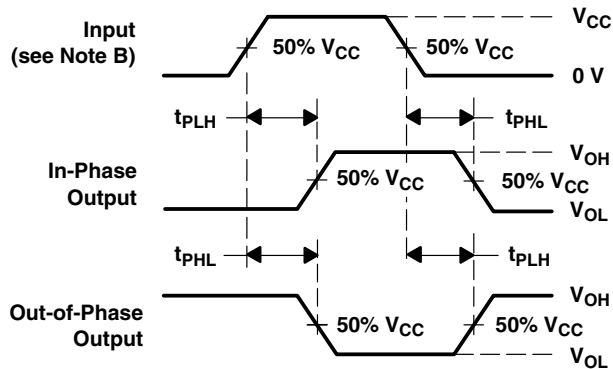 Input
(see Note B)
50% VCC
50% VCC
VCC
0 V
tPLH
tPHL
In-Phase
Output
50% VCC
50% VCC
VOH
VOL
tPHL
tPLH
Out-of-Phase
Output
50% VCC
50% VCC
VOH
VOL